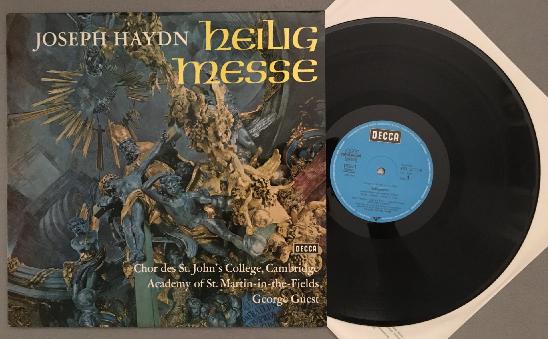 JOSEPH HAYDN HEILIG
MESSE
DECCA
Chor des St. John's College, Cambridge
Academy of St. Martin-in-the-Fields,
George Guest
DECCA